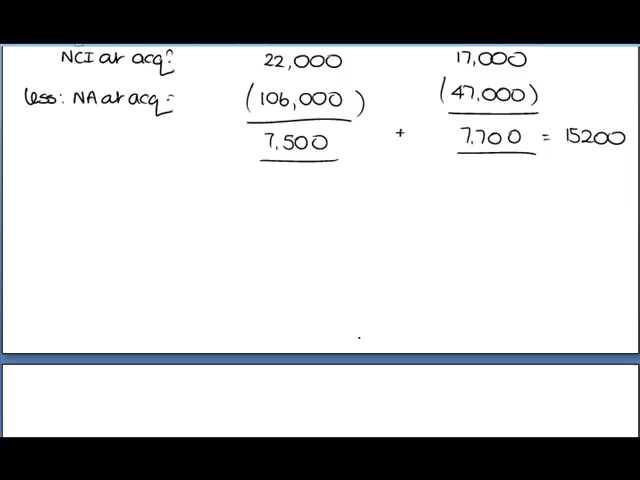 NCI at acq: 22,000 17,000
less: NA at acq: (106,000) (47,000)
7,500 + 7,700 = 15200